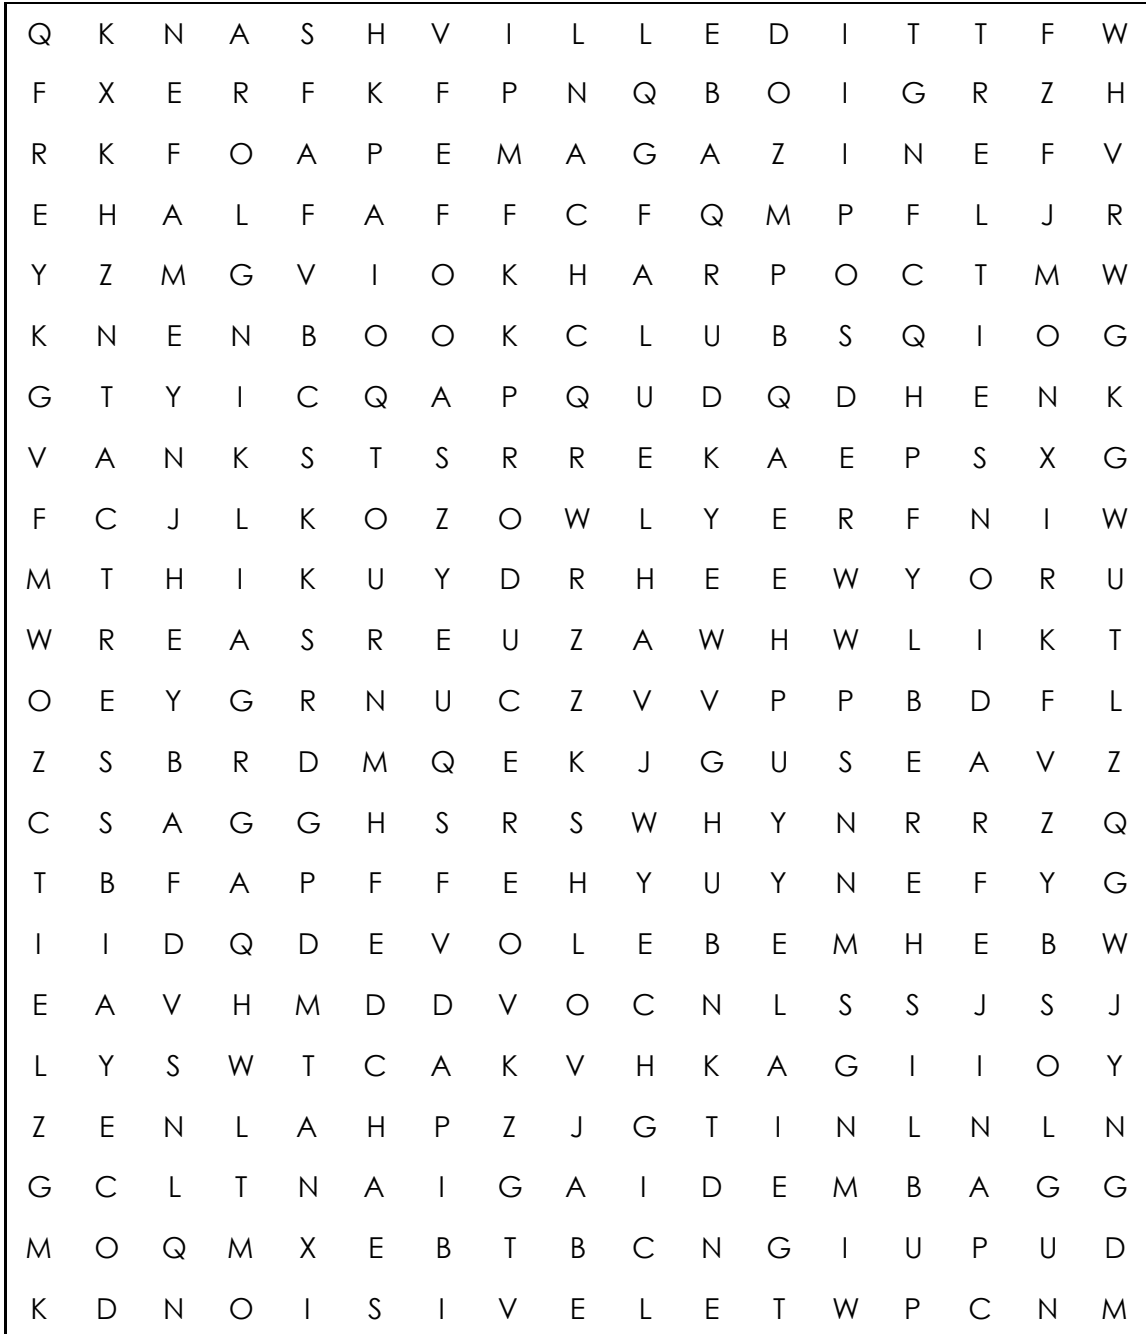 Q K N A S H V I L L E D I T T F W
F X E R F K F P N Q B O I G R Z H
R K F O A P E M A G A Z I N E F V
E H A L F A F F C F Q M P F L J R
Y Z M G V I O K H A R P O C T M W
K N E N B O O K C L U B S Q I O G
G T Y I C Q A P Q U D Q D H E N K
V A N K S T S R R E K A E P S X G
F C J L K O Z O W L Y E R F N I W
M T H I K U Y D R H E E W Y O R U
W R E A S R E U Z A W H W L I K T
O E Y G R N U C Z V V P P B D F L
Z S B R D M Q E K J G U S E A V Z
C S A G G H S R S W H Y N R R Z Q
T B F A P F F E H Y U Y N E F Y G
I I D Q D E V O L E B E M H E B W
E A V H M D D V O C N L S S J S J
L Y S W T C A K V H K A G I I O Y
Z E N L A H P Z J G T I N L N L N
G C L T N A I G A I D E M B A G G
M O Q M X E B T B C N G I U P U D
K D N O I S I V E L E T W P C N M